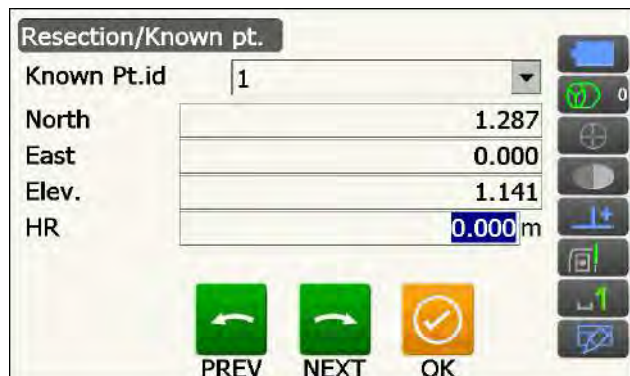 Resection/Known pt.
Known Pt.id 1
North 1.287
East 0.000
Elev. 1.141
HR 0.000 m
0
1
PREV NEXT OK